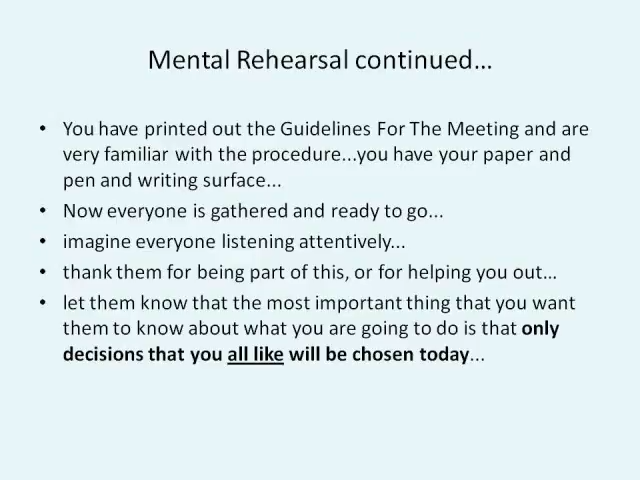 Mental Rehearsal continued…
• You have printed out the Guidelines For The Meeting and are
very familiar with the procedure...you have your paper and
pen and writing surface...
• Now everyone is gathered and ready to go...
• imagine everyone listening attentively...
• thank them for being part of this, or for helping you out…
• let them know that the most important thing that you want
them to know about what you are going to do is that only
decisions that you all like will be chosen today...